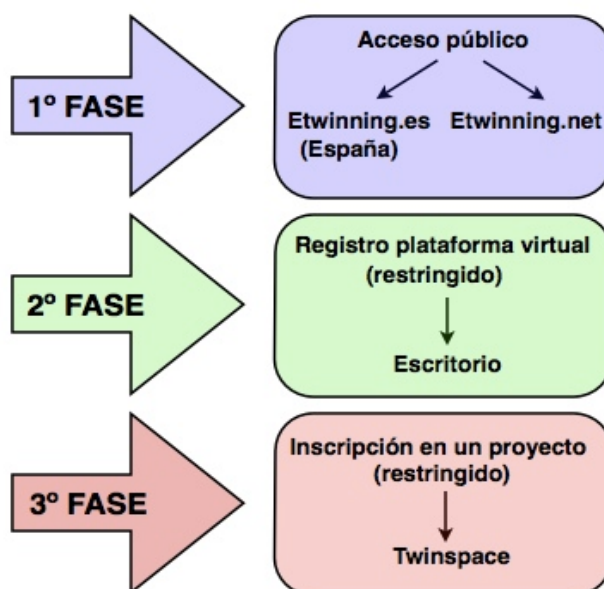 1º FASE
Acceso público
Etwinning.es Etwinning.net
(España)
2º FASE
Registro plataforma virtual
(restringido)
Escritorio
3º FASE
Inscripción en un proyecto
(restringido)
Twinspace